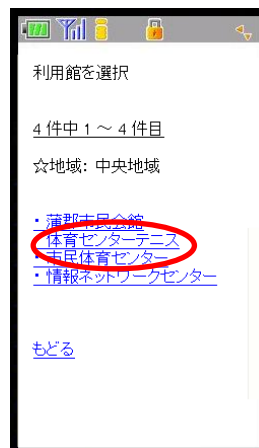 利用館を選択
4件中1～4件目
☆地域: 中央地域
・蒲郡市民会館
・体育センターテニス
・市民体育センター
・情報ネットワークセンター
もどる